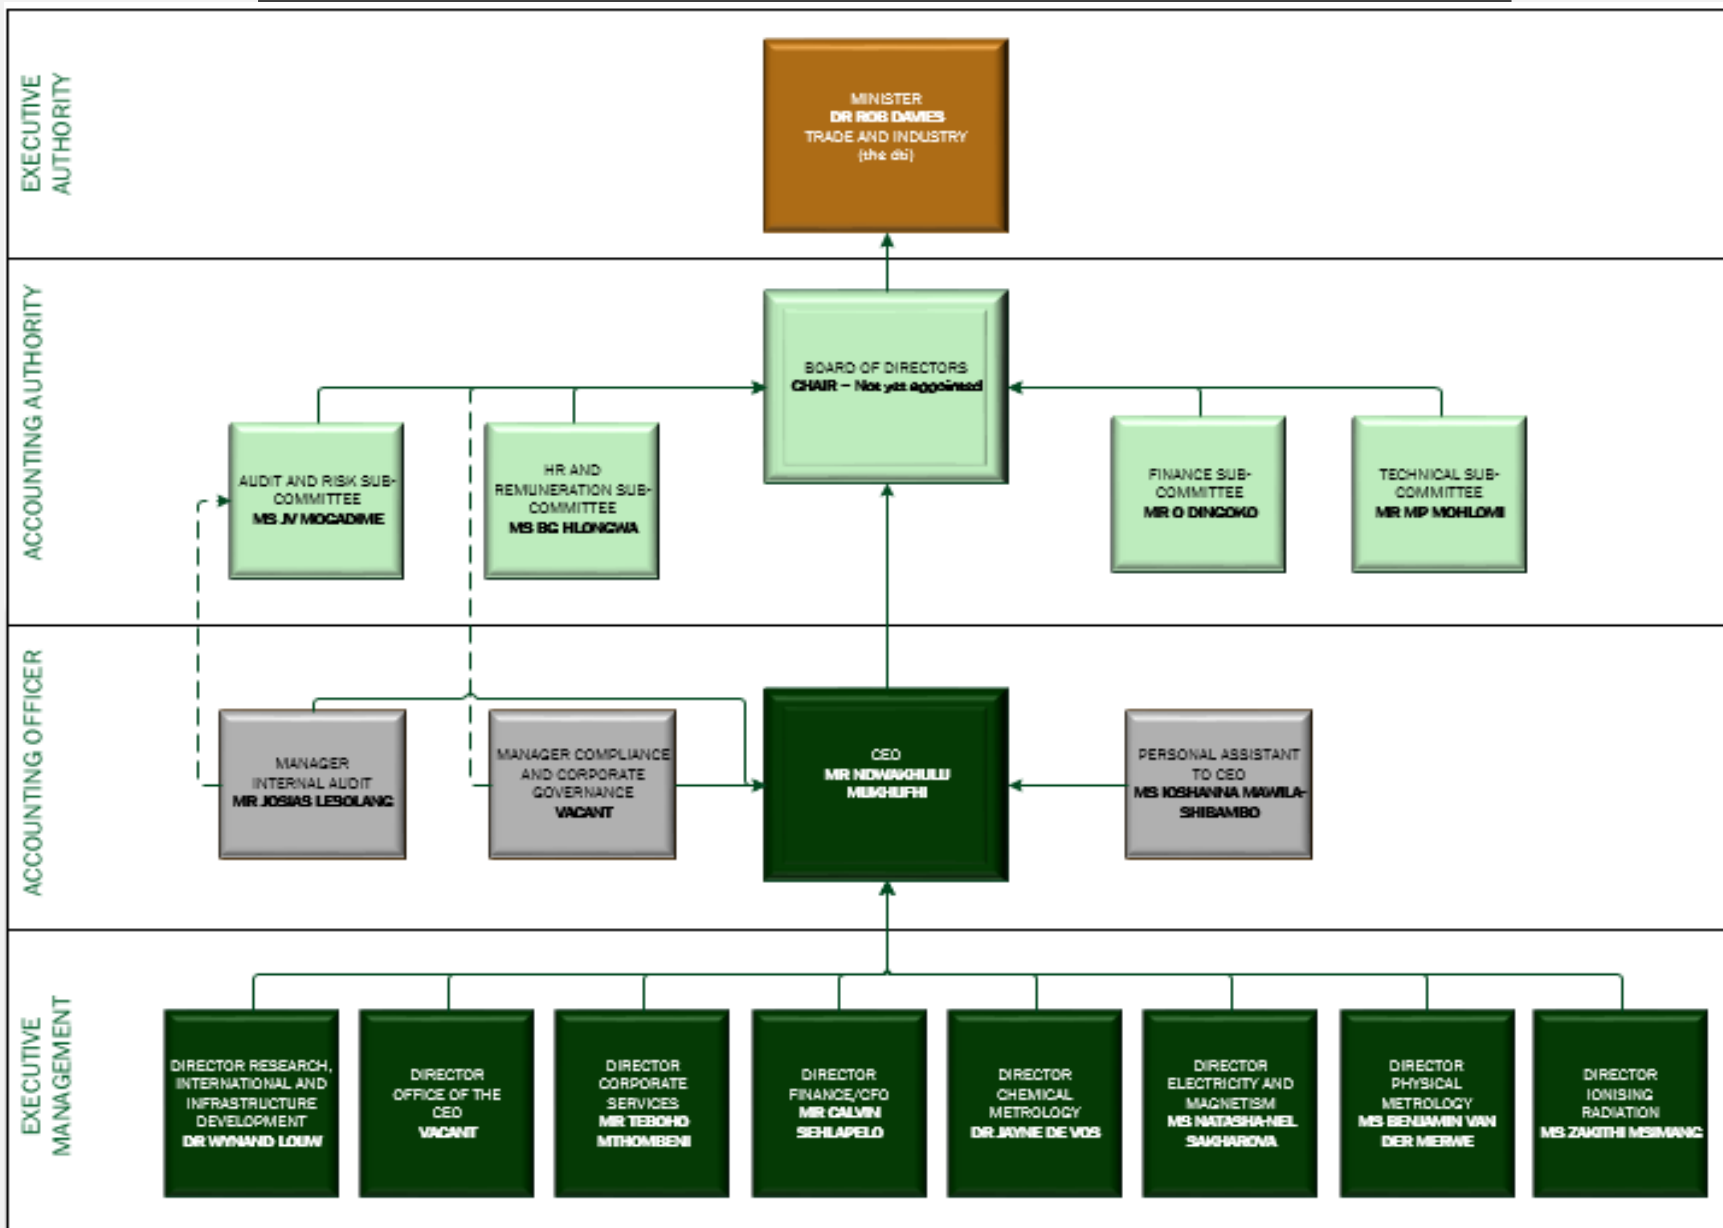 EXECUTIVE
AUTHORITY
MINISTER
DR ROB DAVIES
TRADE AND INDUSTRY
(the dti)
ACCOUNTING AUTHORITY
BOARD OF DIRECTORS
CHAIR – Not yet appointed
AUDIT AND RISK SUB-
COMMITTEE
MS JV MOGADIME
HR AND
REMUNERATION SUB-
COMMITTEE
MS BG HLONGWA
FINANCE SUB-
COMMITTEE
MR O DINGOKO
TECHNICAL SUB-
COMMITTEE
MR MP MOHLOMI
ACCOUNTING OFFICER
MANAGER
INTERNAL AUDIT
MR JOSIAS LESOLANG
MANAGER COMPLIANCE
AND CORPORATE
GOVERNANCE
VACANT
CEO
MR NDWAKHULU
MUKHUFHI
PERSONAL ASSISTANT
TO CEO
MS IOSHANNA MAWILA-
SHIBAMBO
EXECUTIVE
MANAGEMENT
DIRECTOR RESEARCH,
INTERNATIONAL AND
INFRASTRUCTURE
DEVELOPMENT
DR WYNAND LOUW
DIRECTOR
OFFICE OF THE
CEO
VACANT
DIRECTOR
CORPORATE
SERVICES
MR TEBOHO
MTHOMBENI
DIRECTOR
FINANCE/CFO
MR CALVIN
SEHLAPELO
DIRECTOR
CHEMICAL
METROLOGY
DR JAYNE DE VOS
DIRECTOR
ELECTRICITY AND
MAGNETISM
MS NATASHA-NEL
SAKHAROVA
DIRECTOR
PHYSICAL
METROLOGY
MS BENJAMIN VAN
DER MERWE
DIRECTOR
IONISING
RADIATION
MS ZAKITHI MSIMANG